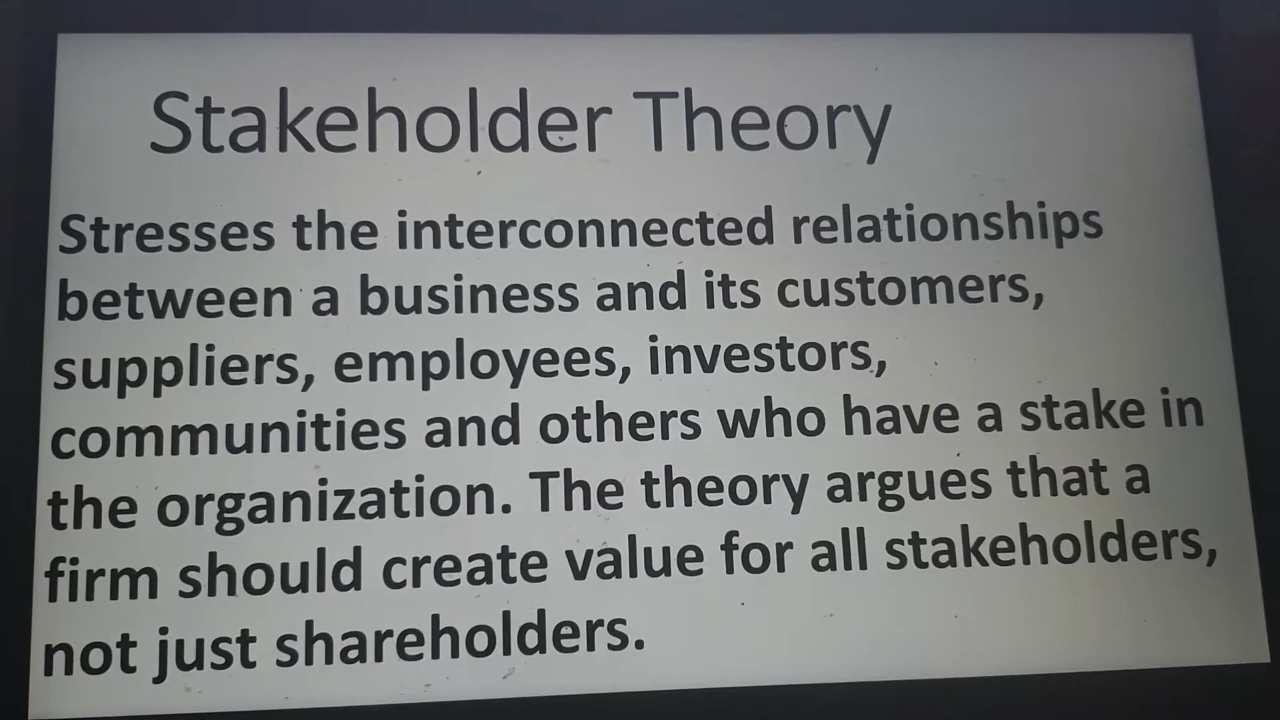 Stakeholder Theory
Stresses the interconnected relationships
between a business and its customers,
suppliers, employees, investors,
communities and others who have a stake in
the organization. The theory argues that a
firm should create value for all stakeholders,
not just shareholders.